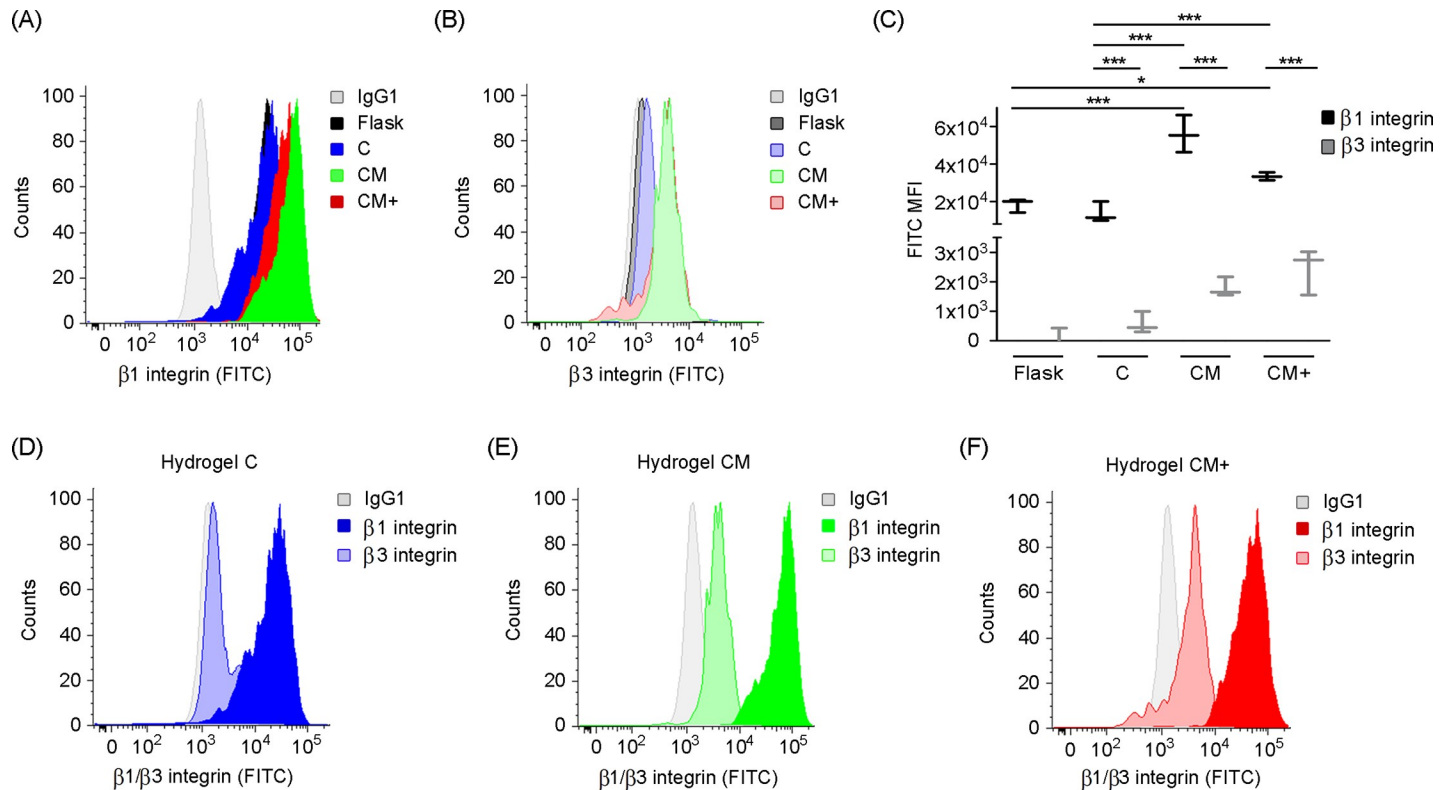 (A)
IgG1
Flask
C
CM
CM+
Counts
100
80
60
40
20
0
0 10² 10³ 10⁴ 10⁵
β1 integrin (FITC)
(B)
IgG1
Flask
C
CM
CM+
Counts
100
80
60
40
20
0
0 10² 10³ 10⁴ 10⁵
β3 integrin (FITC)
(C)
***
***
*** *** ***
*
***
β1 integrin
β3 integrin
FITC MFI
6x10⁴
4x10⁴
2x10⁴
3x10³
2x10³
1x10³
0
Flask C CM CM+
(D)
Hydrogel C
IgG1
β1 integrin
β3 integrin
Counts
100
80
60
40
20
0
0 10² 10³ 10⁴ 10⁵
β1/β3 integrin (FITC)
(E)
Hydrogel CM
IgG1
β1 integrin
β3 integrin
Counts
100
80
60
40
20
0
0 10² 10³ 10⁴ 10⁵
β1/β3 integrin (FITC)
(F)
Hydrogel CM+
IgG1
β1 integrin
β3 integrin
Counts
100
80
60
40
20
0
0 10² 10³ 10⁴ 10⁵
β1/β3 integrin (FITC)